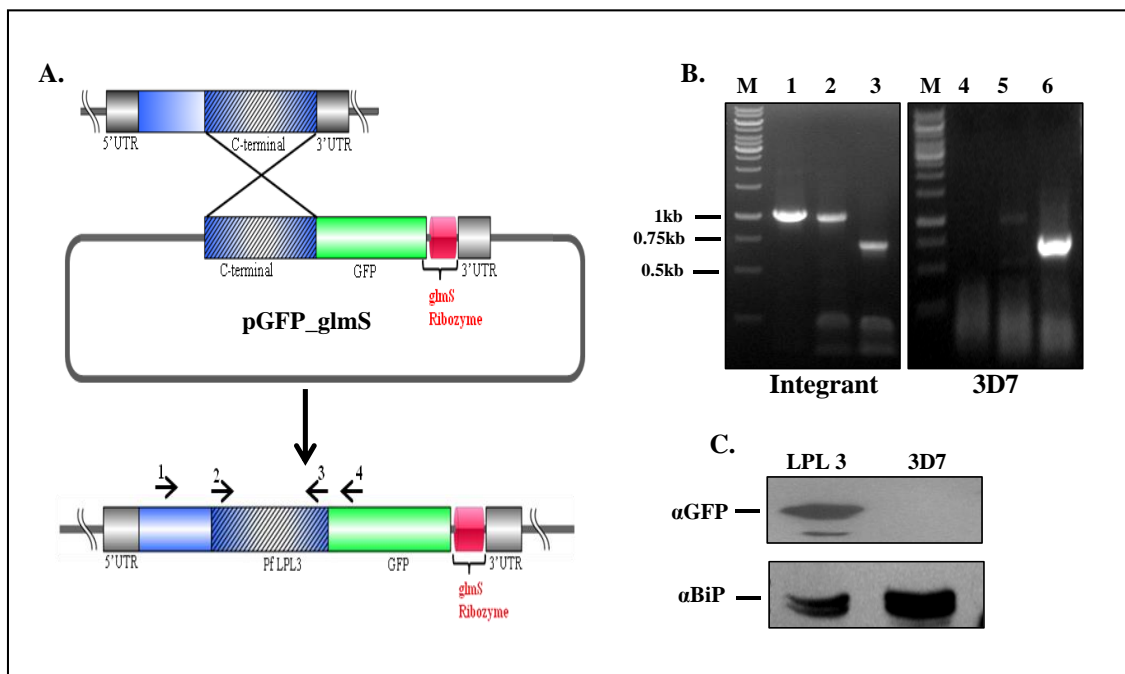 A.
5'UTR
C-terminal
3'UTR
C-terminal
GFP
3'UTR
glmS
Ribozyme
pGFP_glmS
1
2
3
4
5'UTR
Pf LPL3
GFP
3'UTR
glmS
Ribozyme
B.
M 1 2 3
M 4 5 6
1kb
0.75kb
0.5kb
Integrant
3D7
C.
LPL 3 3D7
αGFP
αBiP